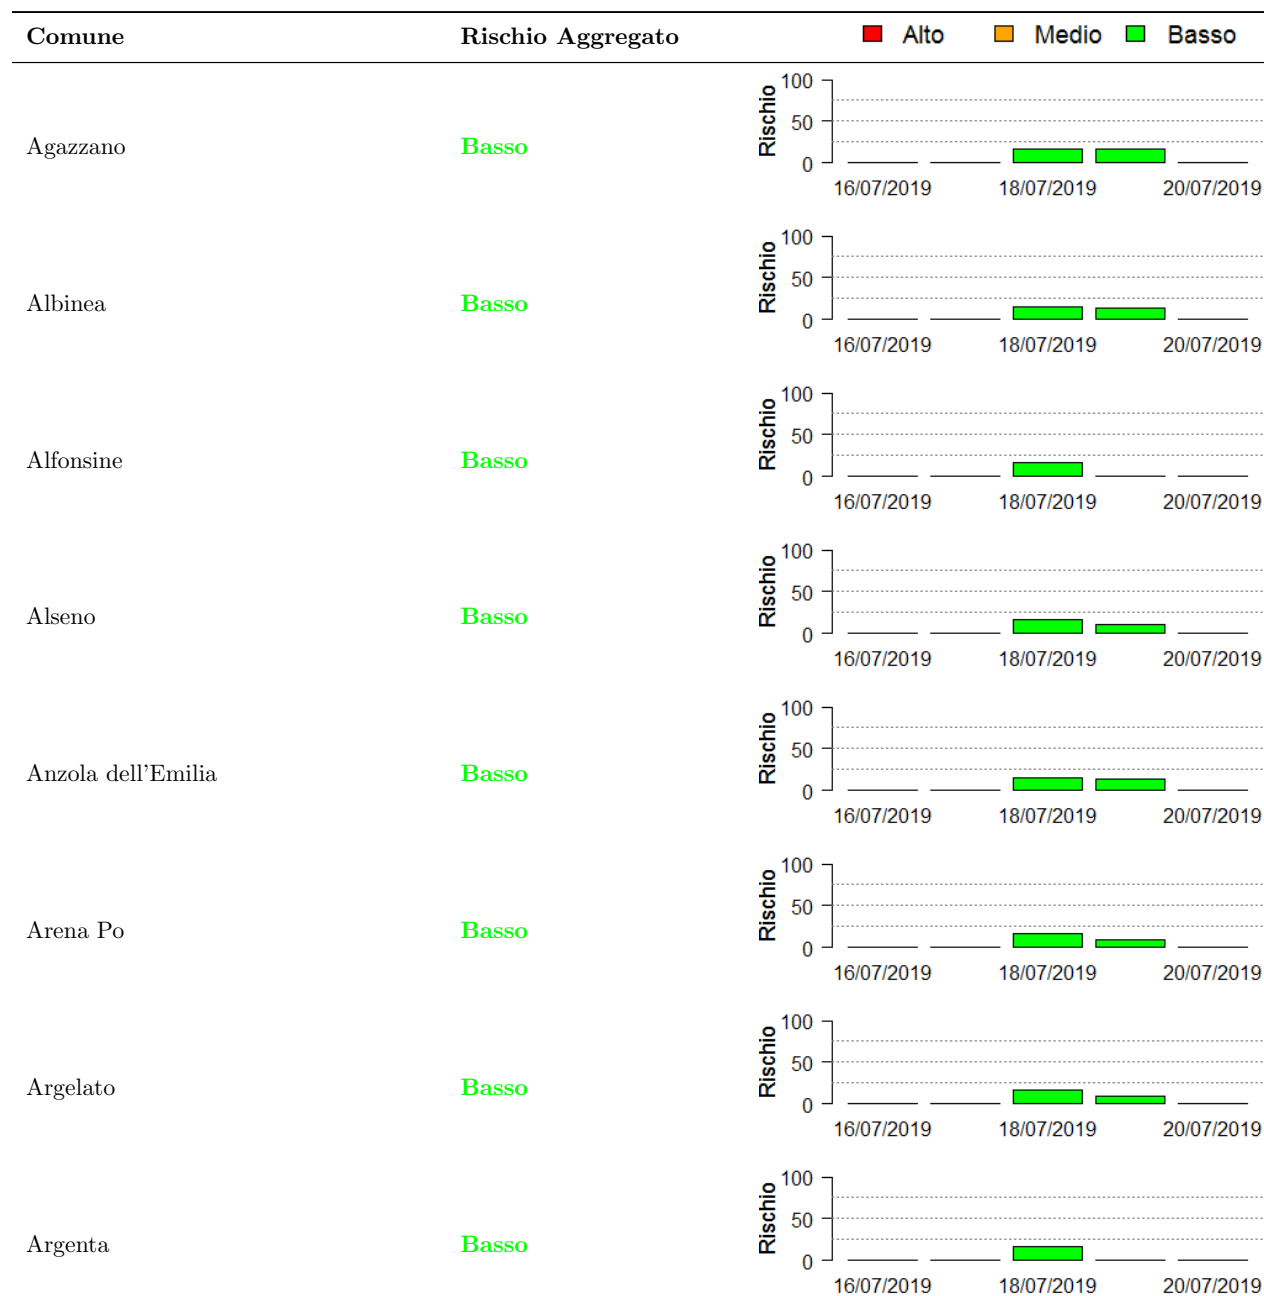 Comune Rischio Aggregato Alto Medio Basso
Agazzano Basso Rischio 100 50 0
16/07/2019 18/07/2019 20/07/2019
Albinea Basso Rischio 100 50 0
16/07/2019 18/07/2019 20/07/2019
Alfonsine Basso Rischio 100 50 0
16/07/2019 18/07/2019 20/07/2019
Alseno Basso Rischio 100 50 0
16/07/2019 18/07/2019 20/07/2019
Anzola dell'Emilia Basso Rischio 100 50 0
16/07/2019 18/07/2019 20/07/2019
Arena Po Basso Rischio 100 50 0
16/07/2019 18/07/2019 20/07/2019
Argelato Basso Rischio 100 50 0
16/07/2019 18/07/2019 20/07/2019
Argenta Basso Rischio 100 50 0
16/07/2019 18/07/2019 20/07/2019